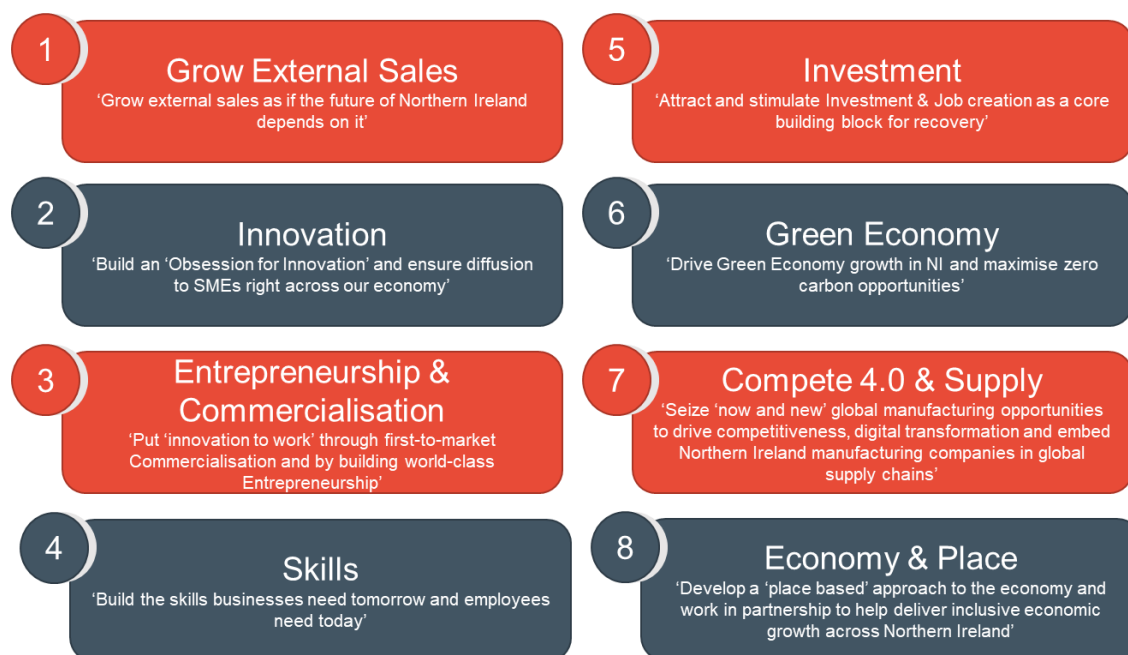 1
Grow External Sales
‘Grow external sales as if the future of Northern Ireland
depends on it’
2
Innovation
‘Build an ‘Obsession for Innovation’ and ensure diffusion
to SMEs right across our economy’
3
Entrepreneurship &
Commercialisation
‘Put ‘innovation to work’ through first-to-market
Commercialisation and by building world-class
Entrepreneurship’
4
Skills
‘Build the skills businesses need tomorrow and employees
need today’
5
Investment
‘Attract and stimulate Investment & Job creation as a core
building block for recovery’
6
Green Economy
‘Drive Green Economy growth in NI and maximise zero
carbon opportunities’
7
Compete 4.0 & Supply
‘Seize ‘now and new’ global manufacturing opportunities
to drive competitiveness, digital transformation and embed
Northern Ireland manufacturing companies in global
supply chains’
8
Economy & Place
‘Develop a ‘place based’ approach to the economy and
work in partnership to help deliver inclusive economic
growth across Northern Ireland’